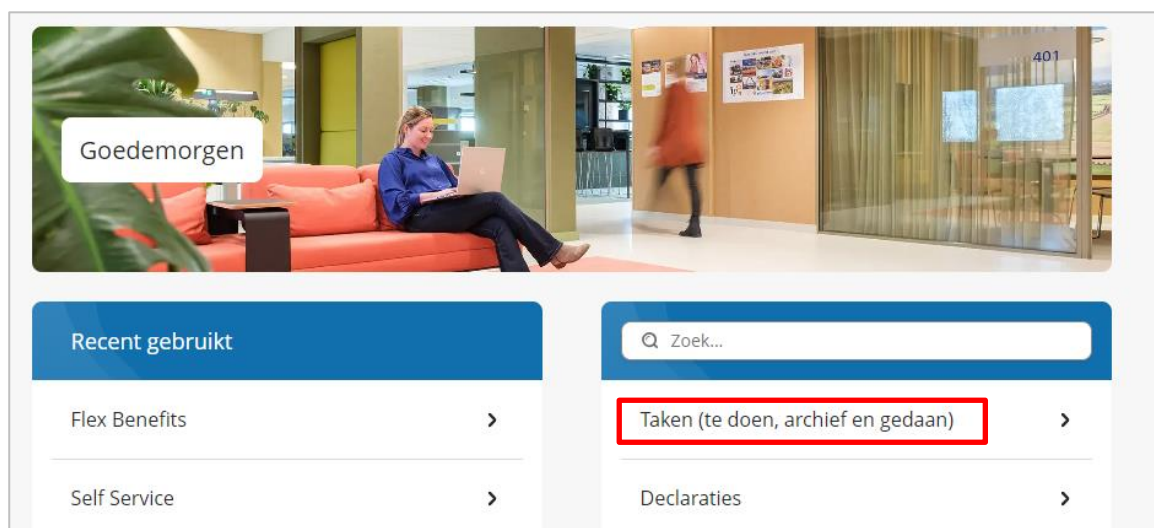 401
Goedemorgen
Recent gebruikt
Zoek...
Flex Benefits
Taken (te doen, archief en gedaan)
Self Service
Declaraties